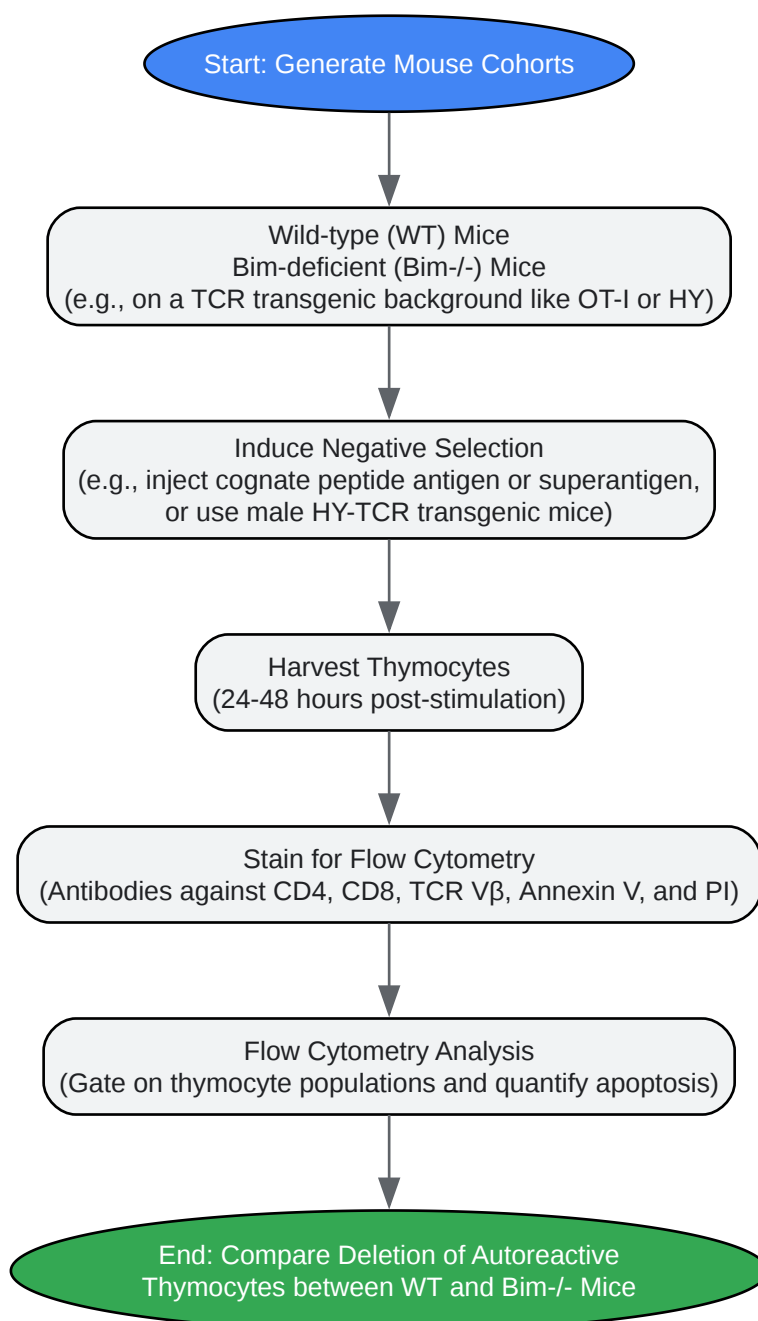 Start: Generate Mouse Cohorts
Wild-type (WT) Mice
Bim-deficient (Bim-/-) Mice
(e.g., on a TCR transgenic background like OT-I or HY)
Induce Negative Selection
(e.g., inject cognate peptide antigen or superantigen,
or use male HY-TCR transgenic mice)
Harvest Thymocytes
(24-48 hours post-stimulation)
Stain for Flow Cytometry
(Antibodies against CD4, CD8, TCR Vβ, Annexin V, and PI)
Flow Cytometry Analysis
(Gate on thymocyte populations and quantify apoptosis)
End: Compare Deletion of Autoreactive
Thymocytes between WT and Bim-/- Mice